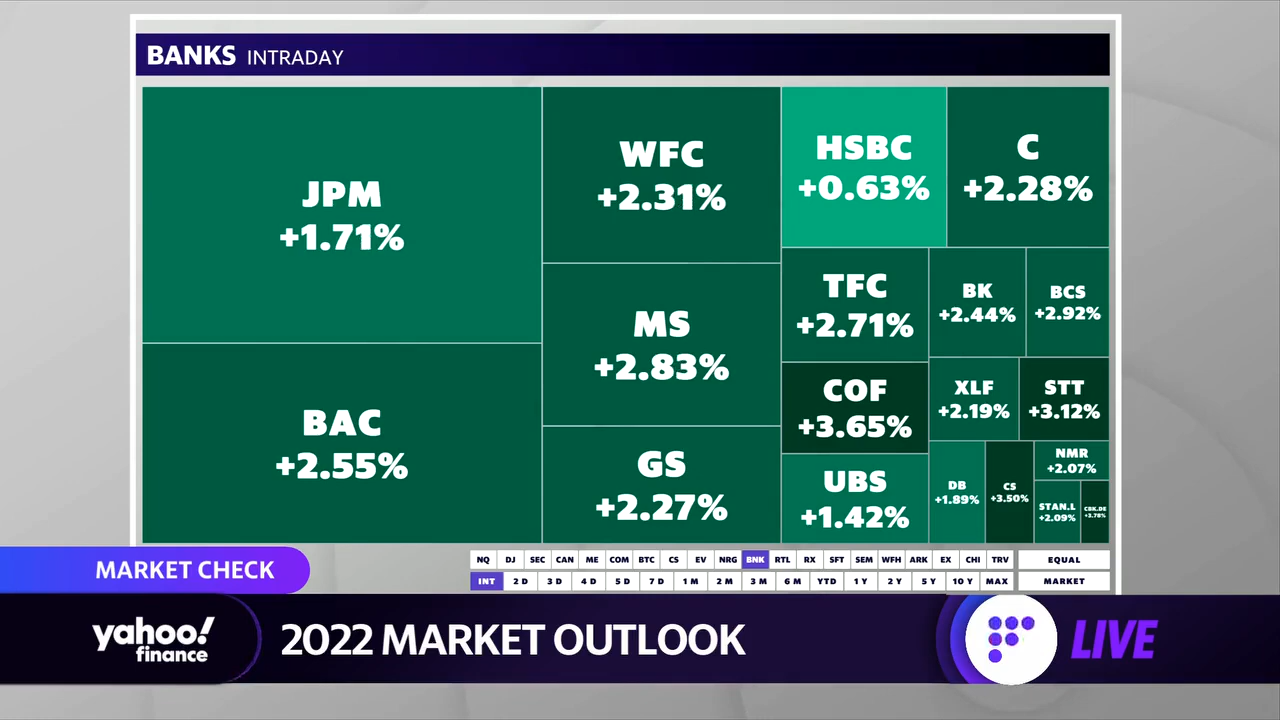 BANKS INTRADAY
JPM
+1.71%
BAC
+2.55%
WFC
+2.31%
MS
+2.83%
GS
+2.27%
HSBC
+0.63%
C
+2.28%
TFC
+2.71%
BK
+2.44%
BCS
+2.92%
COF
+3.65%
XLF
+2.19%
STT
+3.12%
UBS
+1.42%
DB
+1.89%
CS
+3.50%
NMR
+2.07%
STAN.L
+2.09%
CBK.DE
+3.78%
NQ DJ SEC CAN ME COM BTC CS EV NRG BNK RTL RX SFT SEM WFH ARK EX CHI TRV EQUAL
INT 2 D 3 D 4 D 5 D 7 D 1 M 2 M 3 M 6 M YTD 1 Y 2 Y 5 Y 10 Y MAX MARKET
MARKET CHECK
yahoo!
finance
2022 MARKET OUTLOOK
LIVE